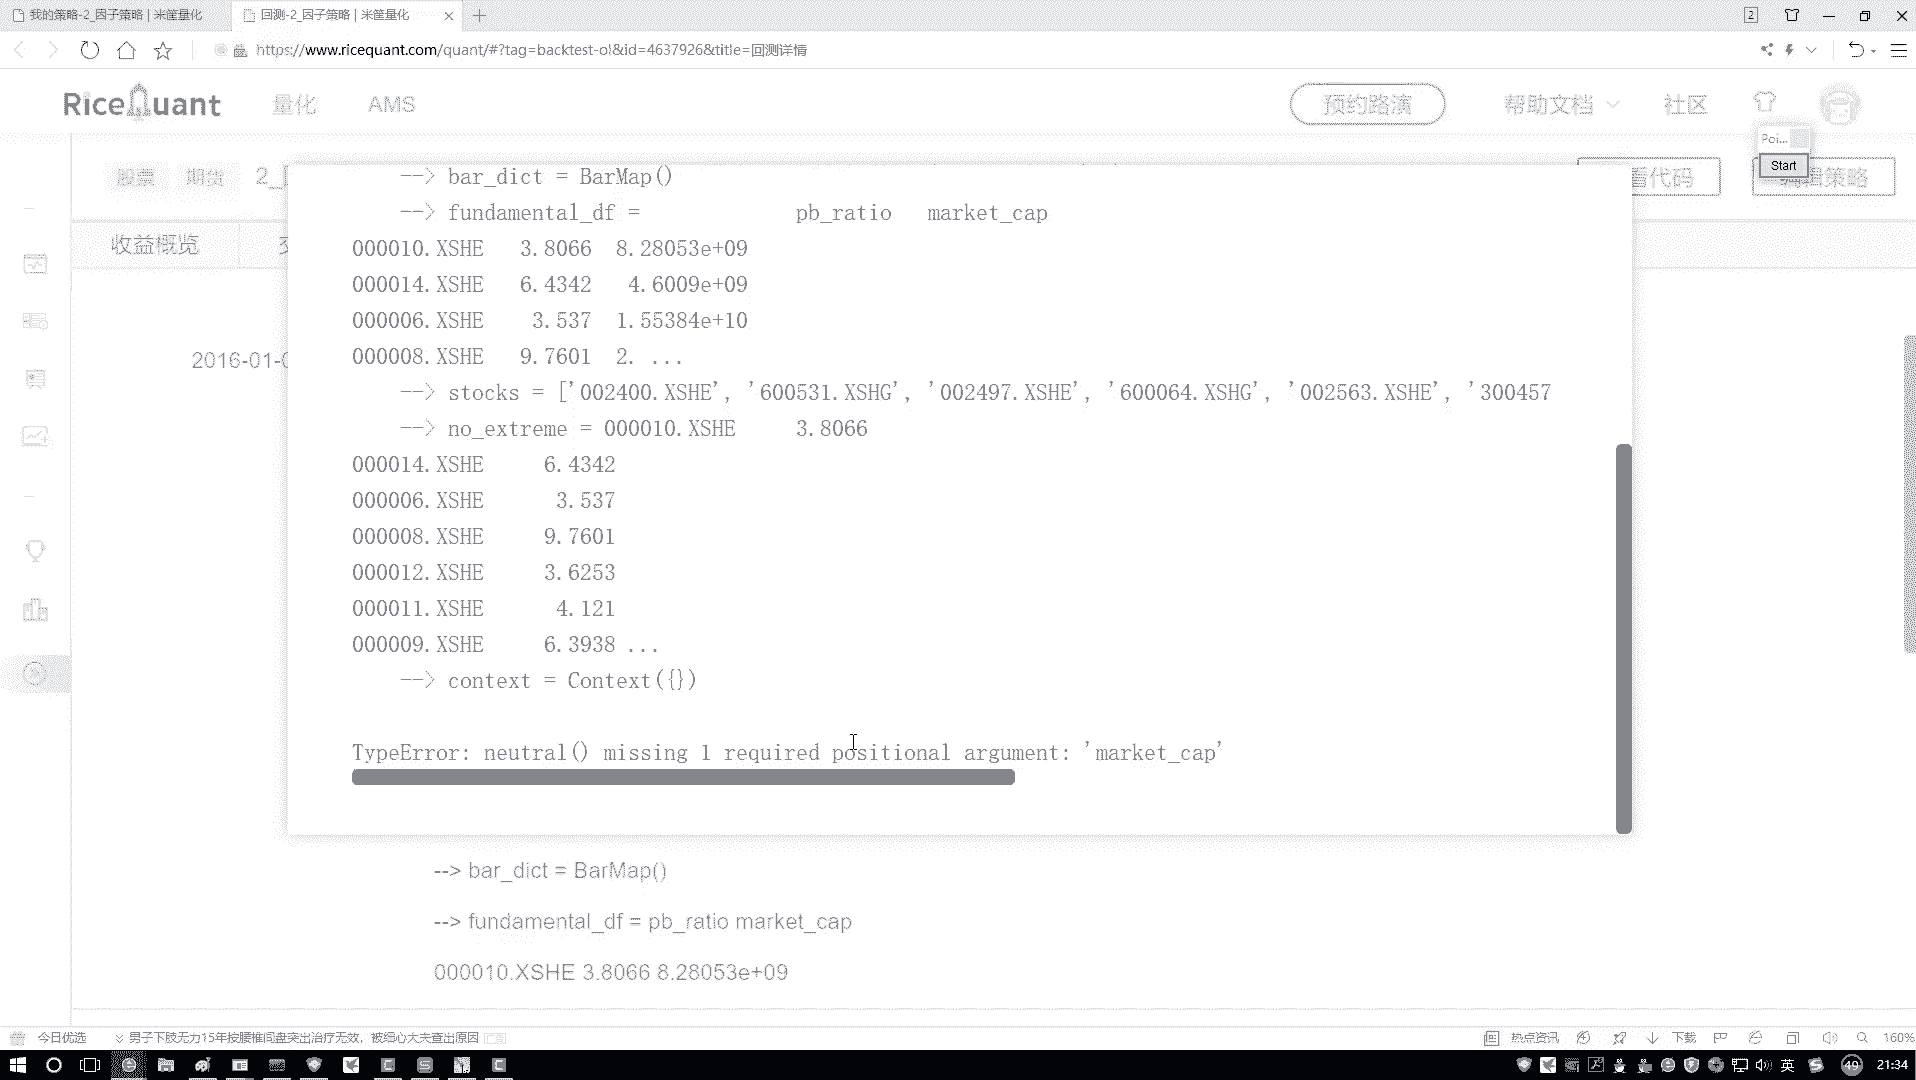 我的策略-2_因子策略 | 米筐量化
回测-2_因子策略 | 米筐量化
2
https://www.ricequant.com/quant/#?tag=backtest-ol&id=4637926&title=回测详情
RiceQuant 量化 AMS 预约路演 帮助文档 社区
Poi...
Start
股票 期货 2_
看代码 编辑策略
收益概览
2016-01-0
--> bar_dict = BarMap()
--> fundamental_df = pb_ratio market_cap
000010.XSHE 3.8066 8.28053e+09
000014.XSHE 6.4342 4.6009e+09
000006.XSHE 3.537 1.55384e+10
000008.XSHE 9.7601 2. ...
--> stocks = ['002400.XSHE', '600531.XSHG', '002497.XSHE', '600064.XSHG', '002563.XSHE', '300457
--> no_extreme = 000010.XSHE 3.8066
000014.XSHE 6.4342
000006.XSHE 3.537
000008.XSHE 9.7601
000012.XSHE 3.6253
000011.XSHE 4.121
000009.XSHE 6.3938 ...
--> context = Context({})
TypeError: neutral() missing 1 required positional argument: 'market_cap'
--> bar_dict = BarMap()
--> fundamental_df = pb_ratio market_cap
000010.XSHE 3.8066 8.28053e+09
今日优选 男子下肢无力15年按腰椎间盘突出治疗无效，被细心大夫查出原因
热点资讯 下载 160%
英 49 21:34